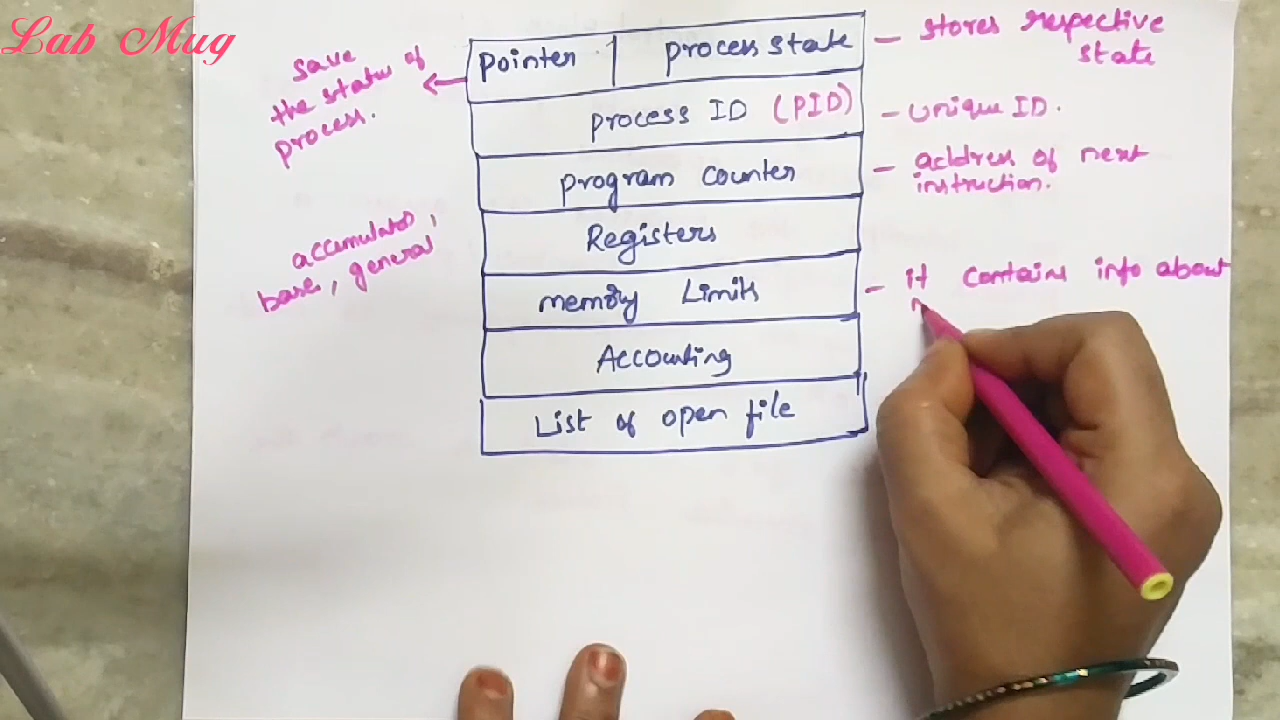 Lab Mug
save
the status of
process.
Pointer | process state
- stores respective
state
process ID (PID)
- Unique ID.
program counter
- address of next
instruction.
Registers
accumulator,
base, general
memory Limits
- it contains info about
Accounting
List of open file